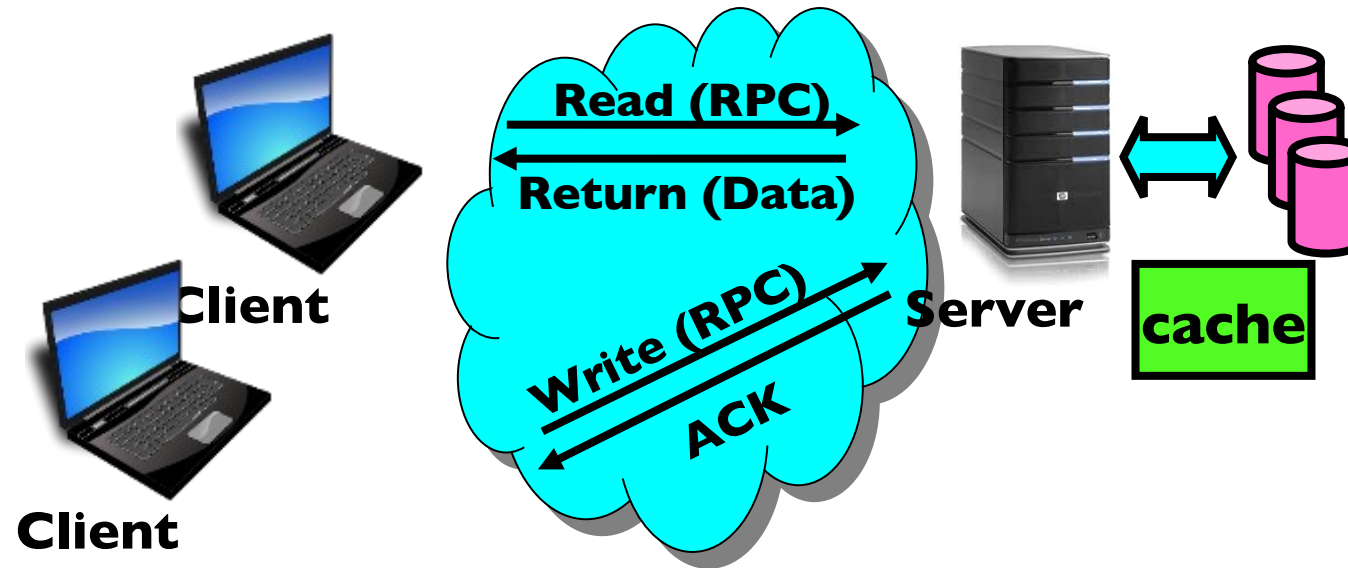 Read (RPC)
Return (Data)
Client
Server
cache
Write (RPC)
ACK
Client